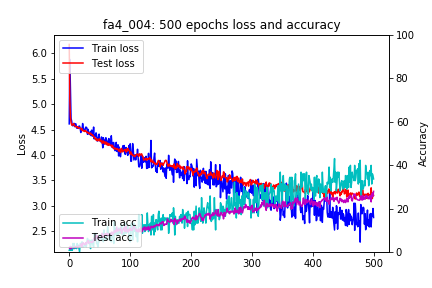 fa4_004: 500 epochs loss and accuracy
Train loss
Test loss
Train acc
Test acc
Loss
6.0
5.5
5.0
4.5
4.0
3.5
3.0
2.5
100
80
60
40
20
0
Accuracy
0
100
200
300
400
500